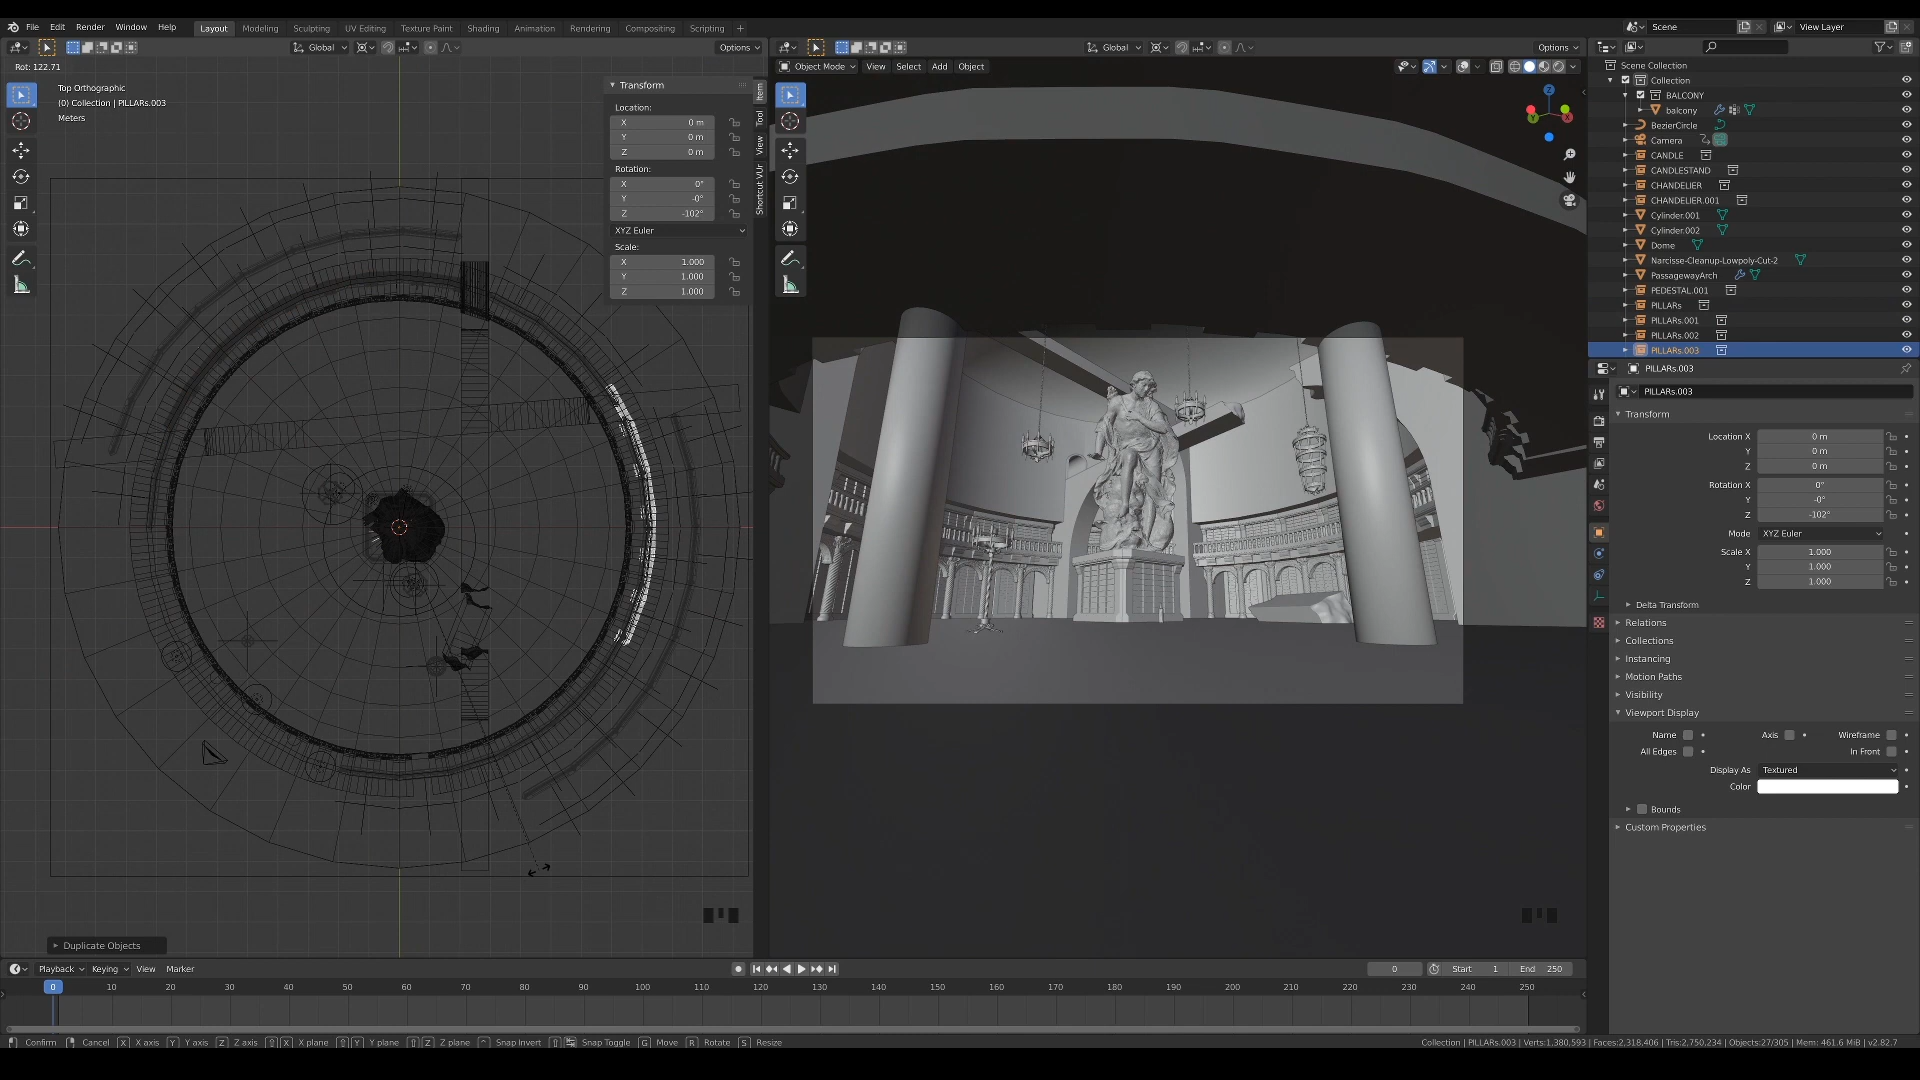 File Edit Render Window Help Layout Modeling Sculpting UV Editing Texture Paint Shading Animation Rendering Compositing Scripting + Scene View Layer
Global Options Global Options
Rot: 122.71
Object Mode View Select Add Object
Top Orthographic
(0) Collection | PILLARs.003
Meters
Transform
Location:
X 0 m
Y 0 m
Z 0 m
Rotation:
X 0°
Y -0°
Z -102°
XYZ Euler
Scale:
X 1.000
Y 1.000
Z 1.000
Item
Tool
View
Shortcut VUr
Z
Y
X
Scene Collection
Collection
BALCONY
balcony
BezierCircle
Camera
CANDLE
CANDLESTAND
CHANDELIER
CHANDELIER.001
Cylinder.001
Cylinder.002
Dome
Narcisse-Cleanup-Lowpoly-Cut-2
PassagewayArch
PEDESTAL.001
PILLARs
PILLARs.001
PILLARs.002
PILLARs.003
PILLARs.003
PILLARs.003
Transform
Location X 0 m
Y 0 m
Z 0 m
Rotation X 0°
Y -0°
Z -102°
Mode XYZ Euler
Scale X 1.000
Y 1.000
Z 1.000
Delta Transform
Relations
Collections
Instancing
Motion Paths
Visibility
Viewport Display
Name Axis Wireframe
All Edges In Front
Display As Textured
Color
Bounds
Custom Properties
Duplicate Objects
Playback Keying View Marker 0 Start 1 End 250
0 10 20 30 40 50 60 70 80 90 100 110 120 130 140 150 160 170 180 190 200 210 220 230 240 250
Confirm Cancel X X axis Y Y axis Z Z axis X X plane Y Y plane Z Z plane Snap Invert Snap Toggle G Move R Rotate S Resize Collection | PILLARs.003 | Verts:1,380,593 | Faces:2,318,406 | Tris:2,750,234 | Objects:27/305 | Mem: 461.6 MiB | v2.82.7